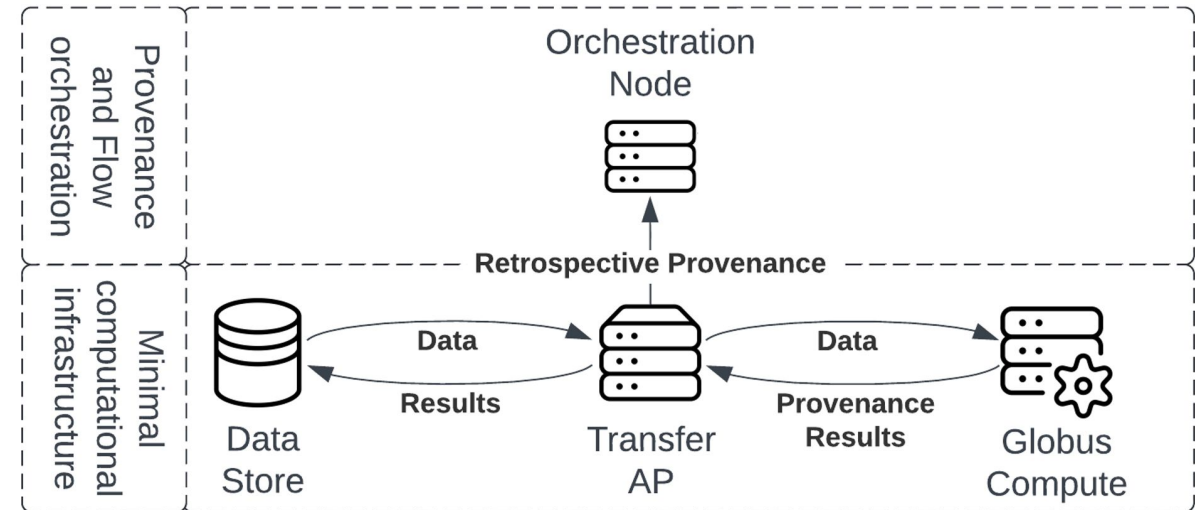 Provenance
and Flow
orchestration
Orchestration
Node
Retrospective Provenance
Minimal
computational
infrastructure
Data
Results
Data
Provenance
Results
Data
Store
Transfer
AP
Globus
Compute